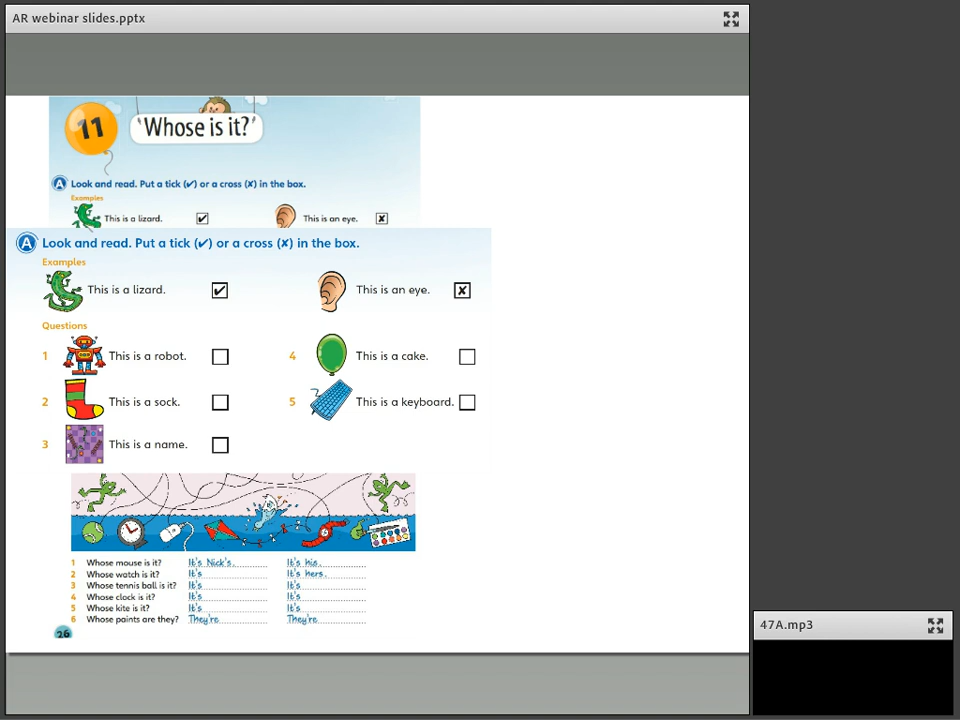 AR webinar slides.pptx
11
'Whose is it?'
A Look and read. Put a tick (✔) or a cross (✘) in the box.
Examples
This is a lizard. ✔ This is an eye. ✘
A Look and read. Put a tick (✔) or a cross (✘) in the box.
Examples
This is a lizard. ✔ This is an eye. ✘
Questions
1 This is a robot. 4 This is a cake.
2 This is a sock. 5 This is a keyboard.
3 This is a name.
1 Whose mouse is it? It's Nick's. It's his.
2 Whose watch is it? It's It's hers.
3 Whose tennis ball is it? It's It's
4 Whose clock is it? It's It's
5 Whose kite is it? It's It's
6 Whose paints are they? They're They're
26
47A.mp3